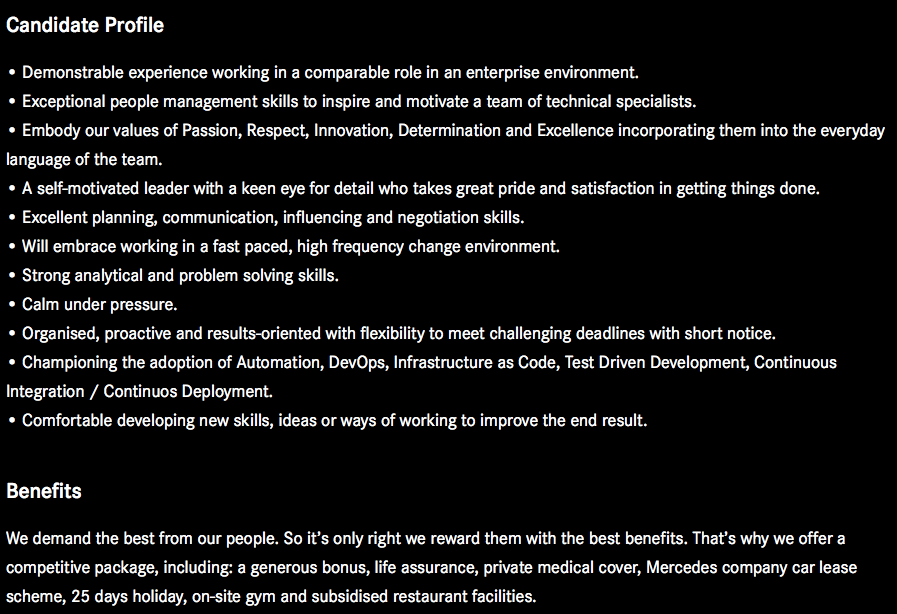 Candidate Profile
• Demonstrable experience working in a comparable role in an enterprise environment.
• Exceptional people management skills to inspire and motivate a team of technical specialists.
• Embody our values of Passion, Respect, Innovation, Determination and Excellence incorporating them into the everyday
language of the team.
• A self-motivated leader with a keen eye for detail who takes great pride and satisfaction in getting things done.
• Excellent planning, communication, influencing and negotiation skills.
• Will embrace working in a fast paced, high frequency change environment.
• Strong analytical and problem solving skills.
• Calm under pressure.
• Organised, proactive and results-oriented with flexibility to meet challenging deadlines with short notice.
• Championing the adoption of Automation, DevOps, Infrastructure as Code, Test Driven Development, Continuous
Integration / Continuos Deployment.
• Comfortable developing new skills, ideas or ways of working to improve the end result.
Benefits
We demand the best from our people. So it's only right we reward them with the best benefits. That's why we offer a
competitive package, including: a generous bonus, life assurance, private medical cover, Mercedes company car lease
scheme, 25 days holiday, on-site gym and subsidised restaurant facilities.